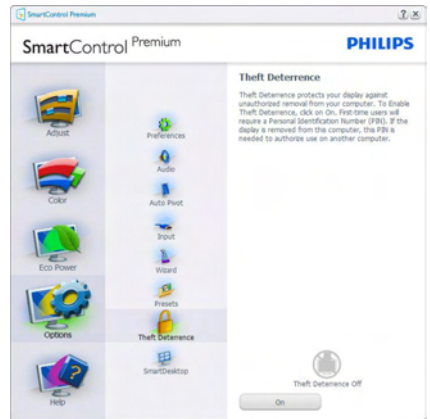 SmartControl Premium
SmartControl Premium
PHILIPS
Adjust
Color
Eco Power
Options
Help
Preferences
Audio
Auto Pivot
Input
Wizard
Presets
Theft Deterrence
SmartDesktop
Theft Deterrence
Theft Deterence protects your display against
unauthorized removal from your computer. To Enable
Theft Deterrence, click on On. First-time users will
require a Personal Identification Number (PIN). If the
display is removed from this computer, this PIN is
needed to authorize use on another computer.
Theft Deterence Off
On